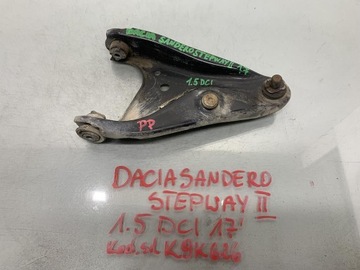 DACIA SANDERO STEPWAY II 17
1.5 DCI
PP
DACIA SANDERO
STEPWAY II
1.5 DCI 17'
Kod.sil K9K626